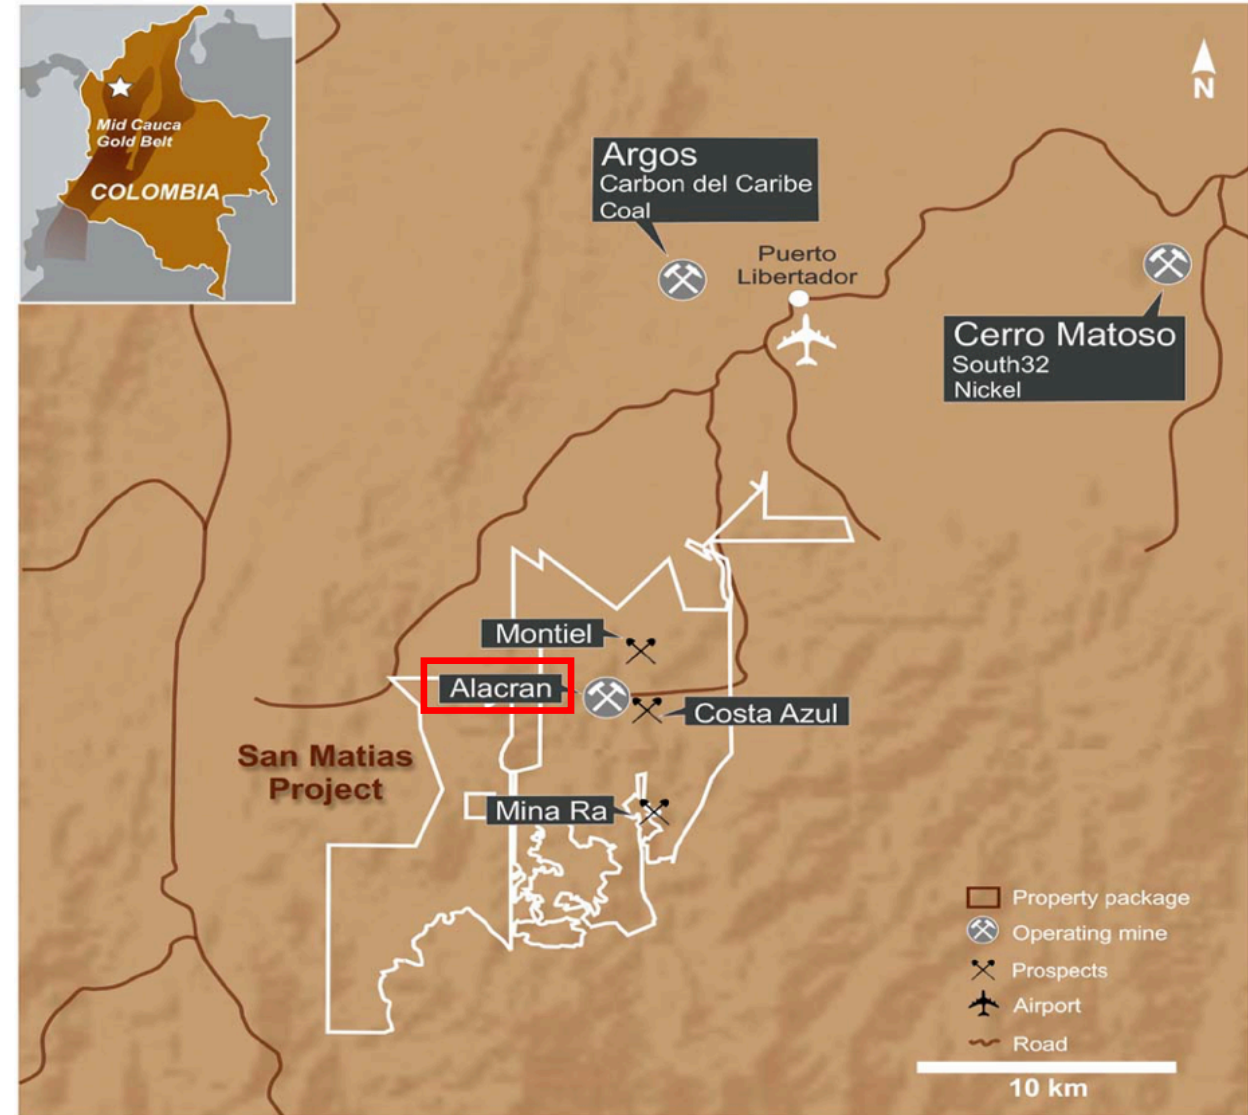 Mid Cauca
Gold Belt
COLOMBIA
N
Argos
Carbon del Caribe
Coal
Puerto
Libertador
Cerro Matoso
South32
Nickel
Montiel
Alacran
Costa Azul
San Matias
Project
Mina Ra
Property package
Operating mine
Prospects
Airport
Road
10 km